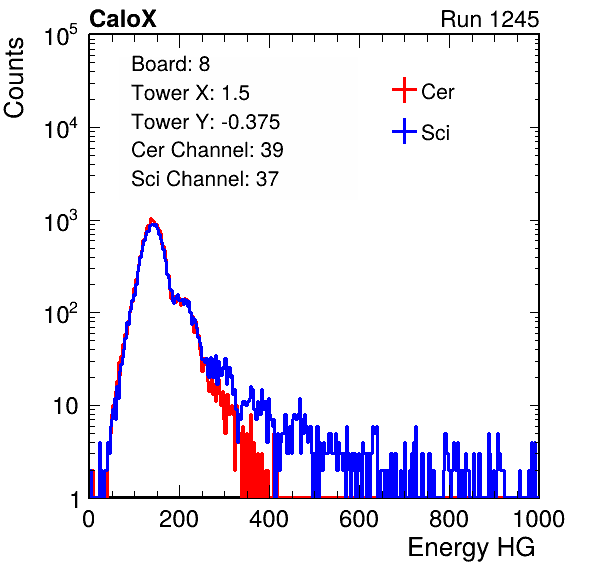 CaloX Run 1245
Counts
10^5
10^4
10^3
10^2
10
1
Board: 8
Tower X: 1.5
Tower Y: -0.375
Cer Channel: 39
Sci Channel: 37
Cer
Sci
0 200 400 600 800 1000
Energy HG